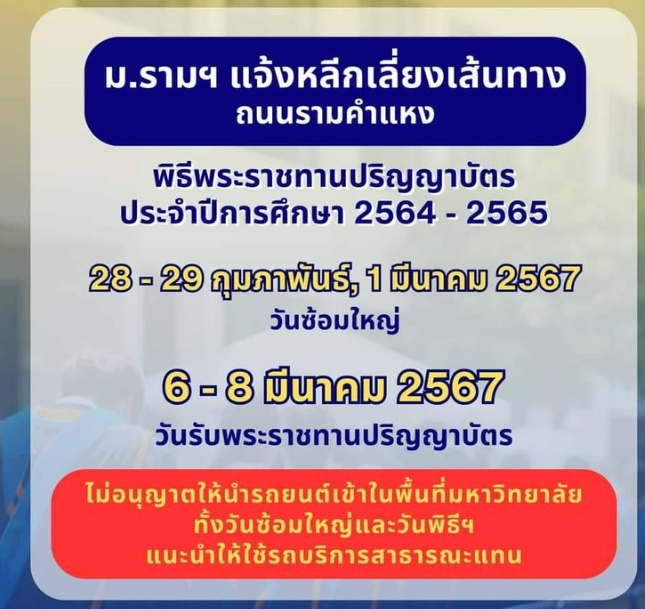 ม.รามฯ แจ้งหลีกเลี่ยงเส้นทาง
ถนนรามคำแหง
พิธีพระราชทานปริญญาบัตร
ประจำปีการศึกษา 2564 - 2565
28 - 29 กุมภาพันธ์, 1 มีนาคม 2567
วันซ้อมใหญ่
6 - 8 มีนาคม 2567
วันรับพระราชทานปริญญาบัตร
ไม่อนุญาตให้นำรถยนต์เข้าในพื้นที่มหาวิทยาลัย
ทั้งวันซ้อมใหญ่และวันพิธีฯ
แนะนำให้ใช้รถบริการสาธารณะแทน